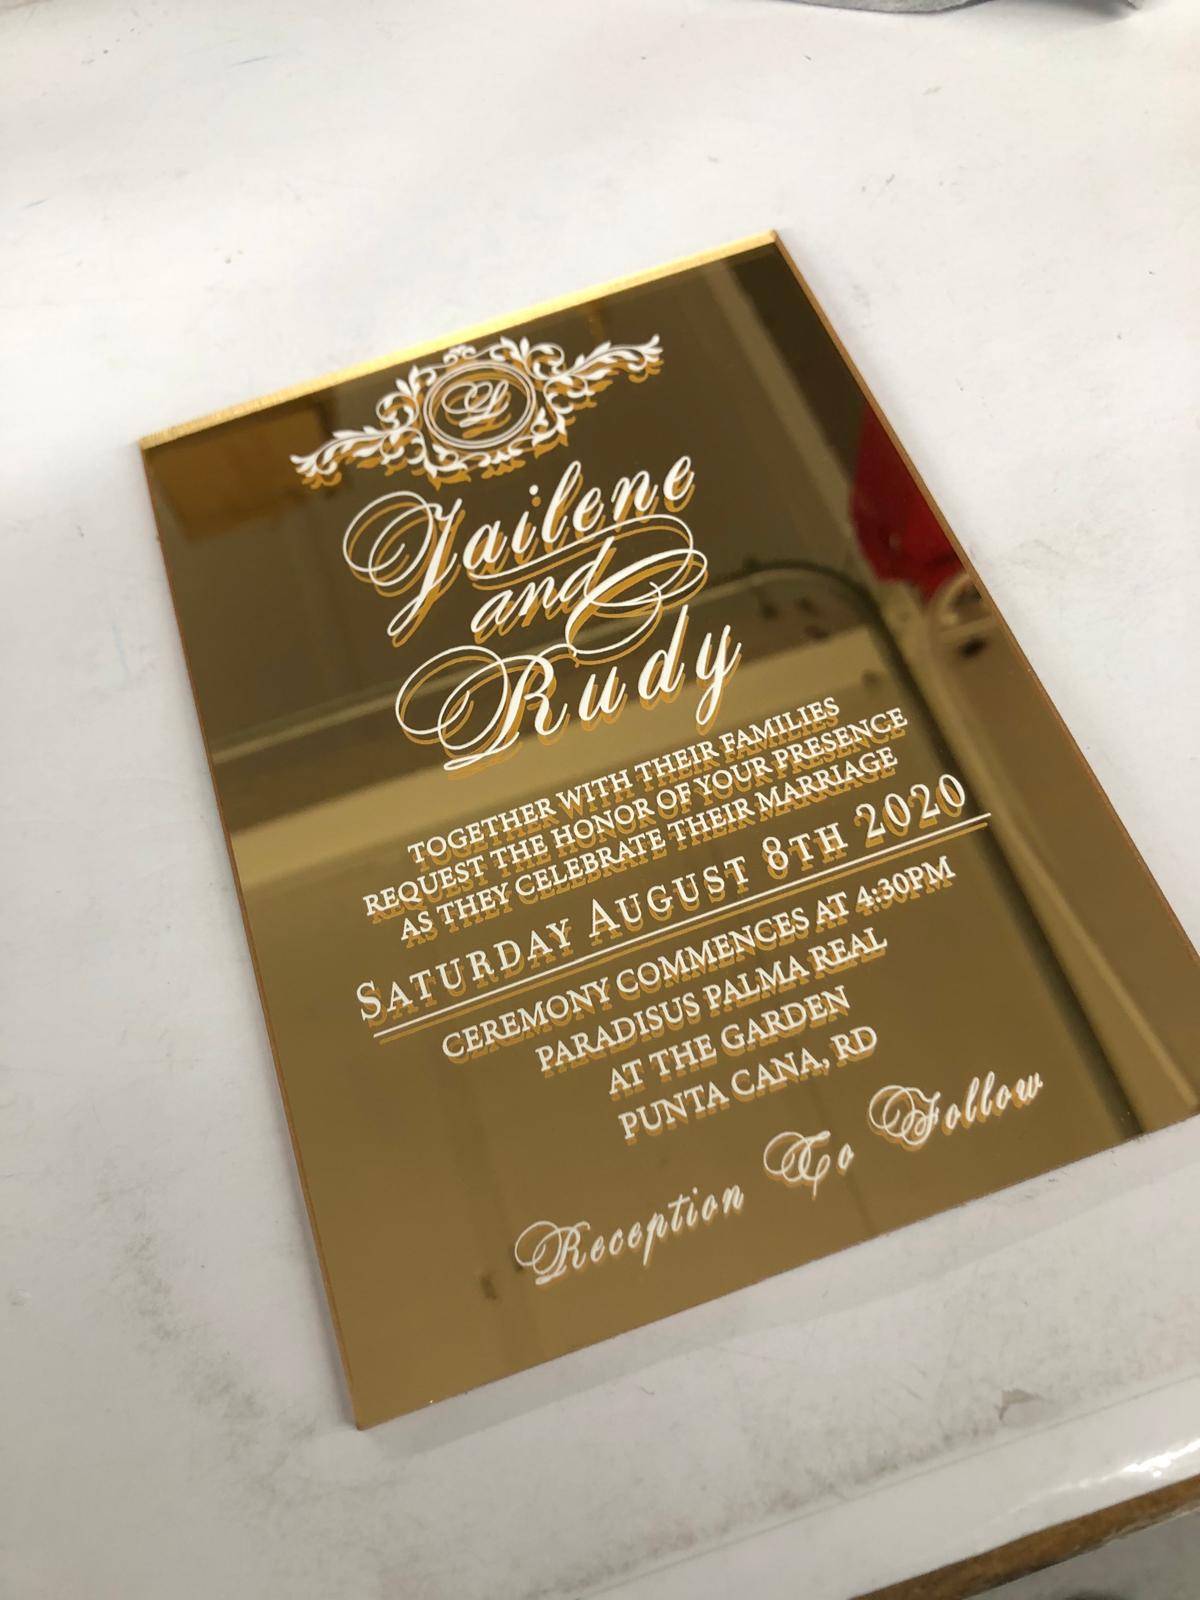 Jailene
and
Rudy
TOGETHER WITH THEIR FAMILIES
REQUEST THE HONOR OF YOUR PRESENCE
AS THEY CELEBRATE THEIR MARRIAGE
SATURDAY AUGUST 8TH 2020
CEREMONY COMMENCES AT 4:30PM
PARADISUS PALMA REAL
AT THE GARDEN
PUNTA CANA, RD
Reception To Follow